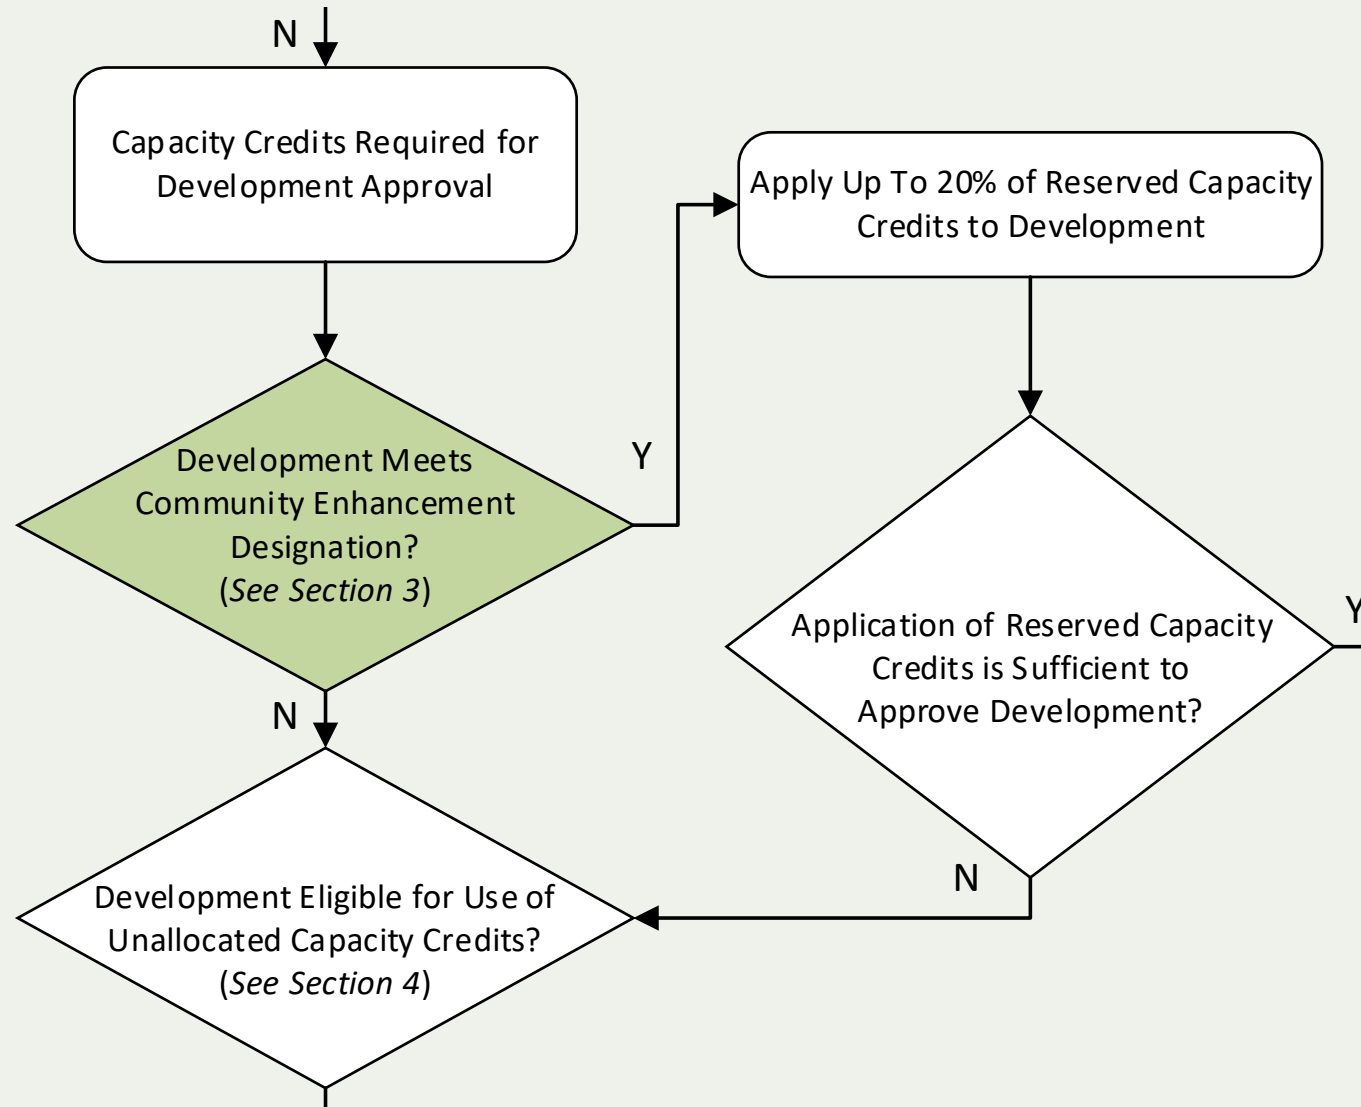 N
Capacity Credits Required for
Development Approval
Apply Up To 20% of Reserved Capacity
Credits to Development
Development Meets
Community Enhancement
Designation?
(See Section 3)
Y
Application of Reserved Capacity
Credits is Sufficient to
Approve Development?
Y
N
N
Development Eligible for Use of
Unallocated Capacity Credits?
(See Section 4)